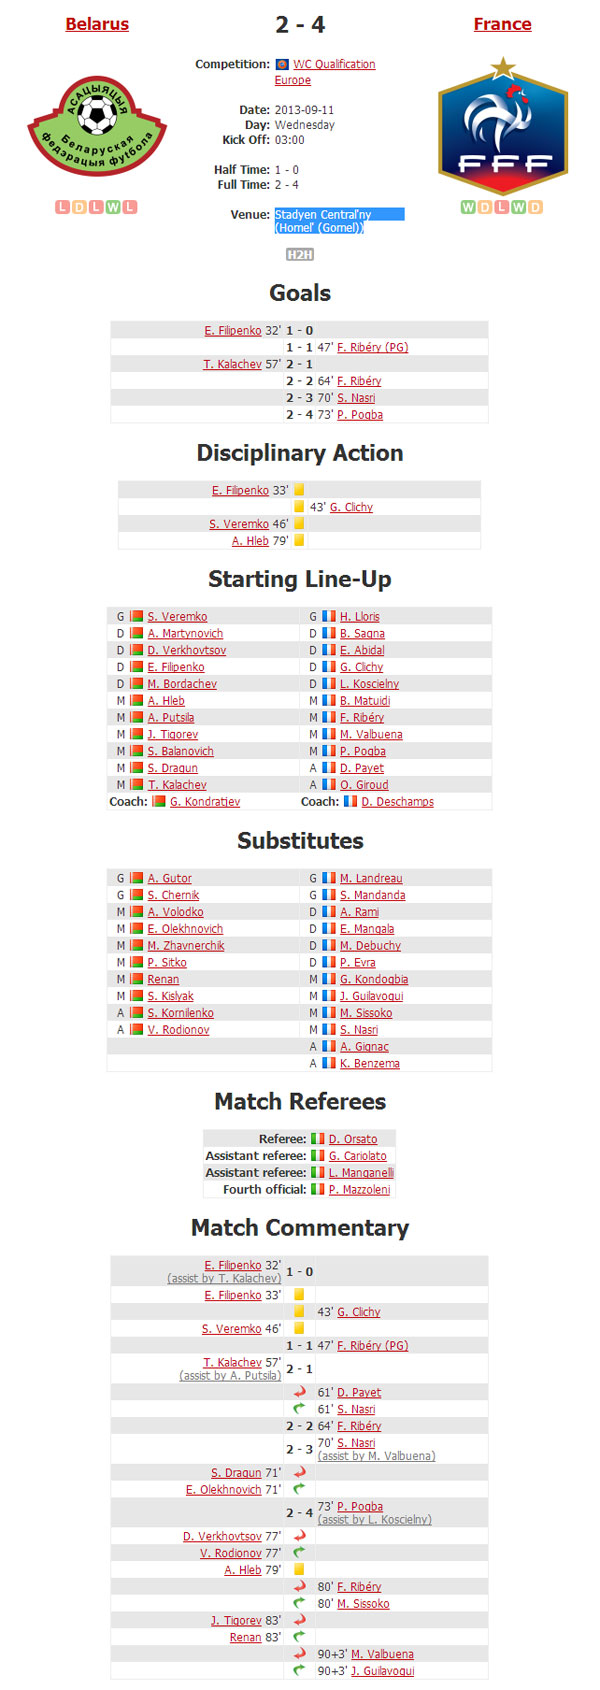 Belarus 2 - 4 France
Competition: WC Qualification
Europe
АСАЦЫЯЦЫЯ
Беларуская
федэрацыя футбола
FFF
Date: 2013-09-11
Day: Wednesday
Kick Off: 03:00
Half Time: 1 - 0
Full Time: 2 - 4
L D L W L
W D L W D
Venue: Stadyen Central'ny
(Homel' (Gomel))
H2H
Goals
E. Filipenko 32' 1 - 0
1 - 1 47' F. Ribéry (PG)
T. Kalachev 57' 2 - 1
2 - 2 64' F. Ribéry
2 - 3 70' S. Nasri
2 - 4 73' P. Pogba
Disciplinary Action
E. Filipenko 33'
43' G. Clichy
S. Veremko 46'
A. Hleb 79'
Starting Line-Up
G S. Veremko G H. Lloris
D A. Martynovich D B. Sagna
D D. Verkhovtsov D E. Abidal
D E. Filipenko D G. Clichy
D M. Bordachev D L. Koscielny
M A. Hleb M B. Matuidi
M A. Putsila M F. Ribéry
M J. Tigorev M M. Valbuena
M S. Balanovich M P. Pogba
M S. Dragun A D. Payet
M T. Kalachev A O. Giroud
Coach: G. Kondratjev Coach: D. Deschamps
Substitutes
G A. Gutor G M. Landreau
G S. Chernik G S. Mandanda
M A. Volodko D A. Rami
M E. Olekhnovich D E. Mangala
M M. Zhavnerchik D M. Debuchy
M P. Sitko D P. Evra
M Renan M G. Kondogbia
M S. Kislyak M J. Guilavogui
A S. Kornilenko M M. Sissoko
A V. Rodionov M S. Nasri
A A. Gignac
A K. Benzema
Match Referees
Referee: D. Orsato
Assistant referee: G. Cariolato
Assistant referee: L. Manganelli
Fourth official: P. Mazzoleni
Match Commentary
E. Filipenko 32' 1 - 0
(assist by T. Kalachev)
E. Filipenko 33'
43' G. Clichy
S. Veremko 46'
1 - 1 47' F. Ribéry (PG)
T. Kalachev 57' 2 - 1
(assist by A. Putsila)
61' D. Payet
61' S. Nasri
2 - 2 64' F. Ribéry
2 - 3 70' S. Nasri
(assist by M. Valbuena)
S. Dragun 71'
E. Olekhnovich 71'
2 - 4 73' P. Pogba
(assist by L. Koscielny)
D. Verkhovtsov 77'
V. Rodionov 77'
A. Hleb 79'
80' F. Ribéry
80' M. Sissoko
J. Tigorev 83'
Renan 83'
90+3' M. Valbuena
90+3' J. Guilavogui